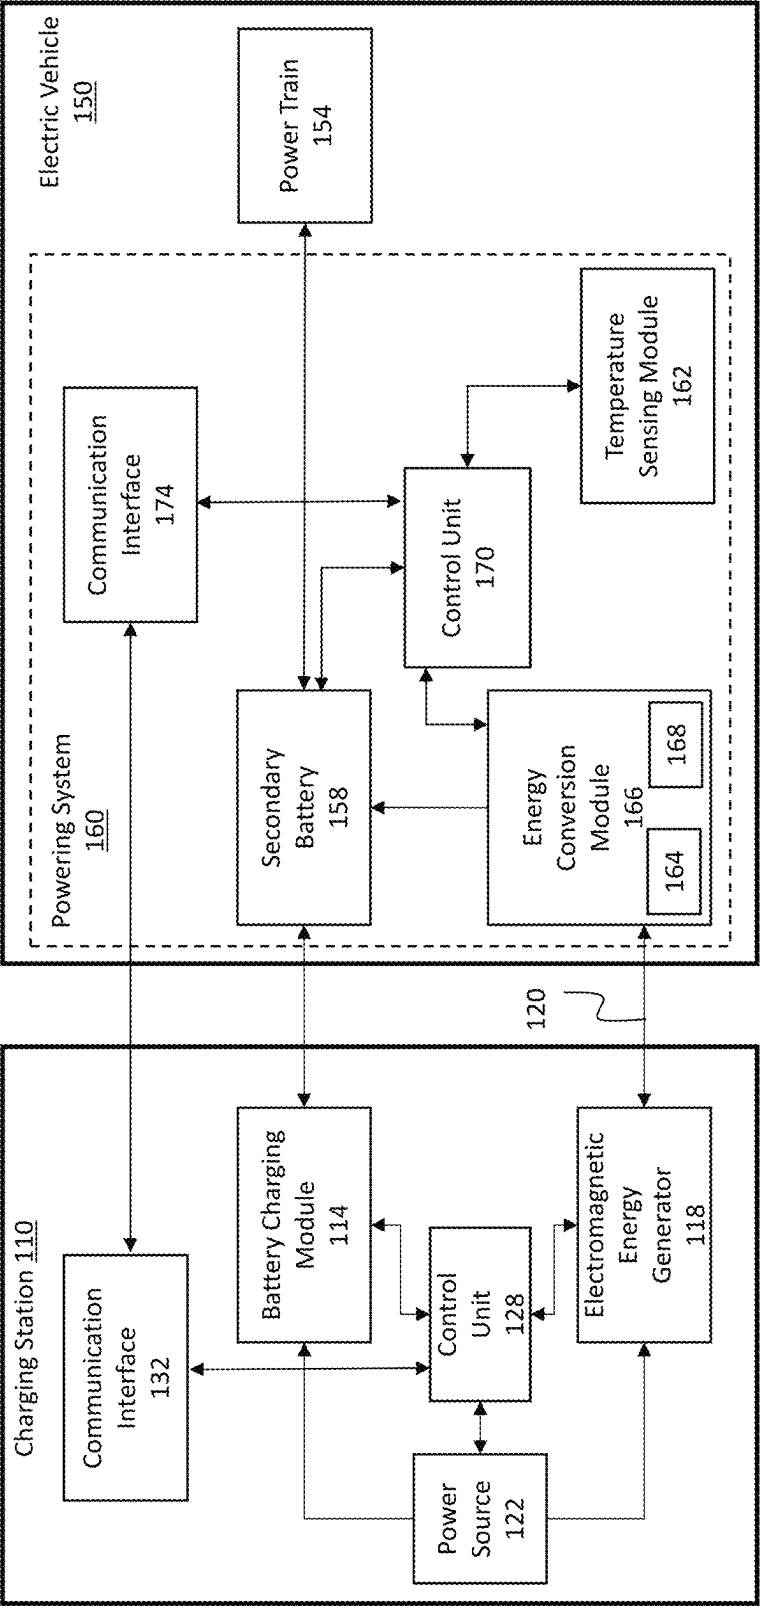 Charging Station 110
Communication
Interface
132
Battery Charging
Module
114
Control
Unit
128
Power
Source
122
Electromagnetic
Energy
Generator
118
120
Electric Vehicle
150
Powering System
160
Communication
Interface
174
Secondary
Battery
158
Control Unit
170
Energy
Conversion
Module
166
164
168
Temperature
Sensing Module
162
Power Train
154